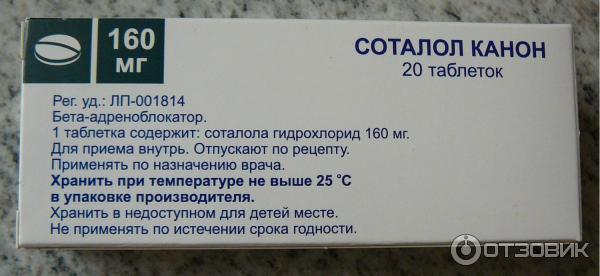 160
мг
СОТАЛОЛ КАНОН
20 таблеток
Рег. уд.: ЛП-001814
Бета-адреноблокатор.
1 таблетка содержит: соталола гидрохлорид 160 мг.
Для приема внутрь. Отпускают по рецепту.
Применять по назначению врача.
Хранить при температуре не выше 25 °С
в упаковке производителя.
Хранить в недоступном для детей месте.
Не применять по истечении срока годности.
ОТЗОВИК